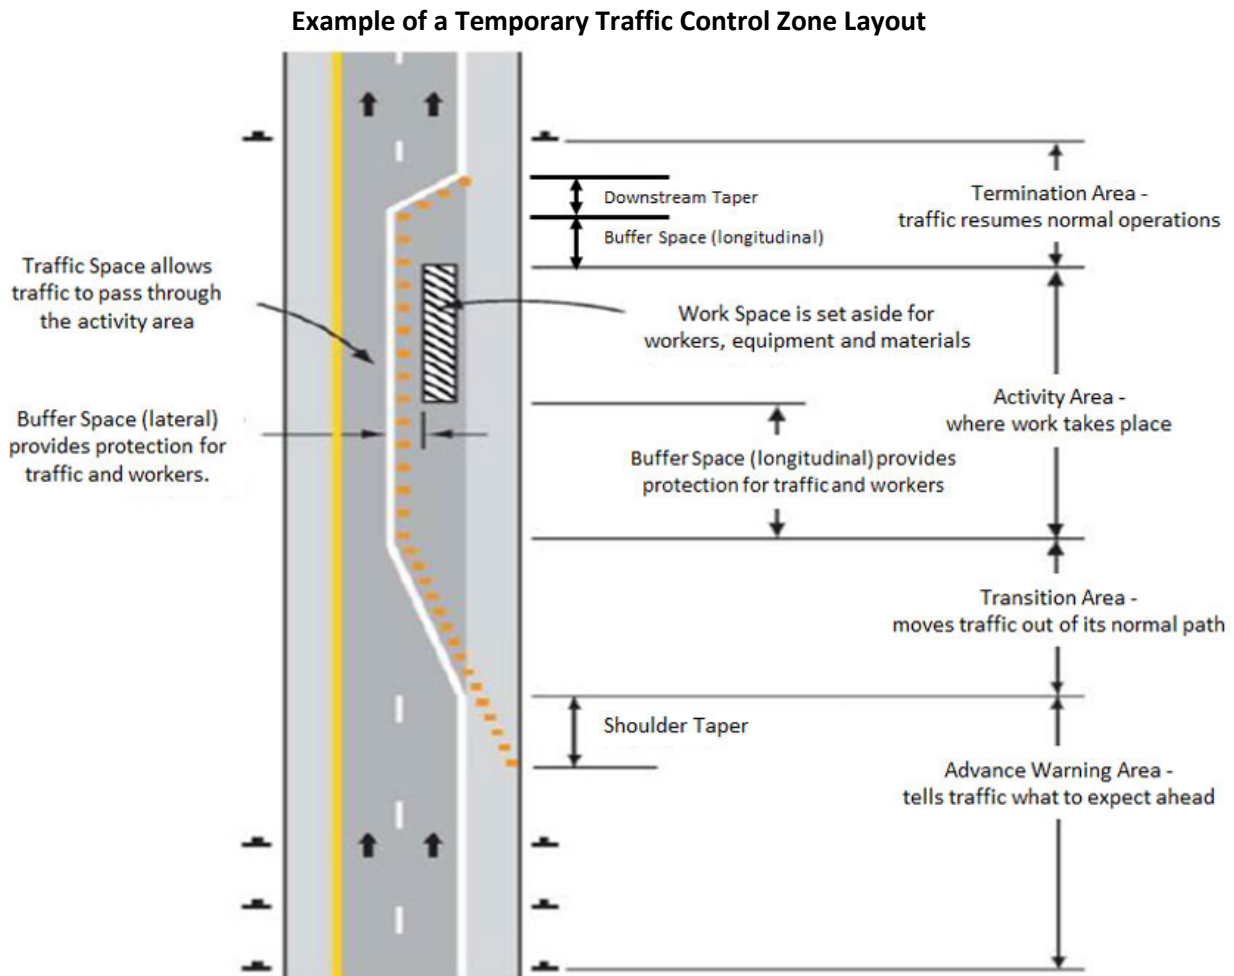 Example of a Temporary Traffic Control Zone Layout
Downstream Taper
Buffer Space (longitudinal)
Termination Area -
traffic resumes normal operations
Traffic Space allows
traffic to pass through
the activity area
Work Space is set aside for
workers, equipment and materials
Activity Area -
where work takes place
Buffer Space (lateral)
provides protection for
traffic and workers.
Buffer Space (longitudinal) provides
protection for traffic and workers
Transition Area -
moves traffic out of its normal path
Shoulder Taper
Advance Warning Area -
tells traffic what to expect ahead